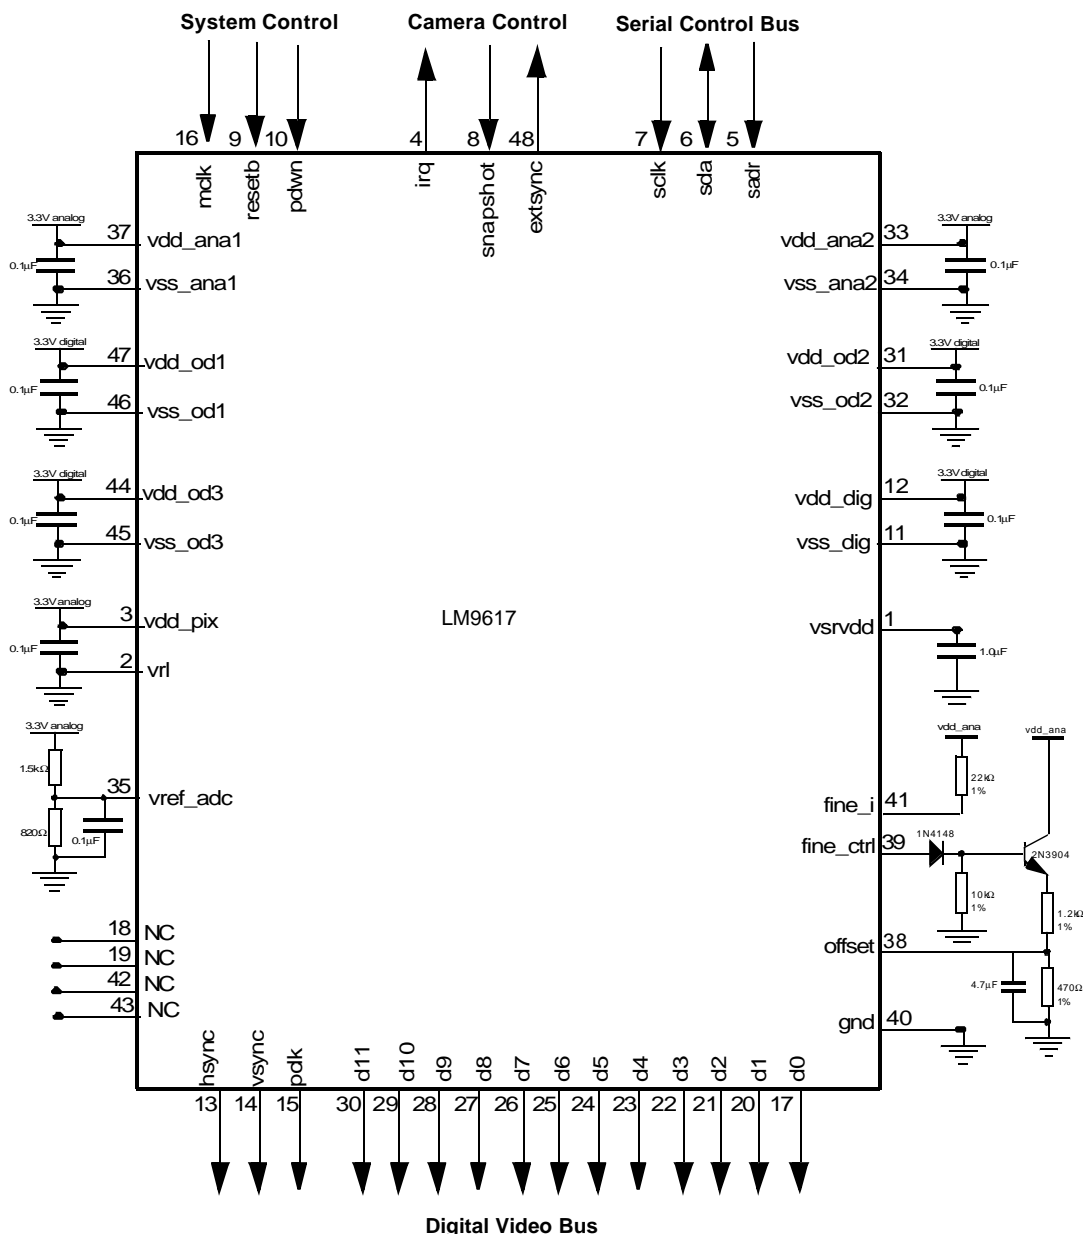 System Control
Camera Control
Serial Control Bus
16
9
10
4
8
48
7
6
5
mclk
resetb
pdwn
irq
snapshot
extsync
sclk
sda
sadr
3.3V analog
37
vdd_ana1
0.1µF
36
vss_ana1
3.3V digital
47
vdd_od1
0.1µF
46
vss_od1
3.3V digital
44
vdd_od3
0.1µF
45
vss_od3
3.3V analog
3
vdd_pix
0.1µF
2
vrl
3.3V analog
1.5kΩ
35
vref_adc
820Ω
0.1µF
18
NC
19
NC
42
NC
43
NC
LM9617
3.3V analog
vdd_ana2
33
0.1µF
vss_ana2
34
3.3V digital
vdd_od2
31
0.1µF
vss_od2
32
3.3V digital
vdd_dig
12
0.1µF
vss_dig
11
vsrvdd
1
1.0µF
vdd_ana
vdd_ana
22kΩ
1%
fine_i
41
fine_ctrl
39
1N4148
2N3904
10kΩ
1%
1.2kΩ
1%
offset
38
4.7µF
470Ω
1%
gnd
40
hsync
vsync
pclk
d11
d10
d9
d8
d7
d6
d5
d4
d3
d2
d1
d0
13
14
15
30
29
28
27
26
25
24
23
22
21
20
17
Digital Video Bus